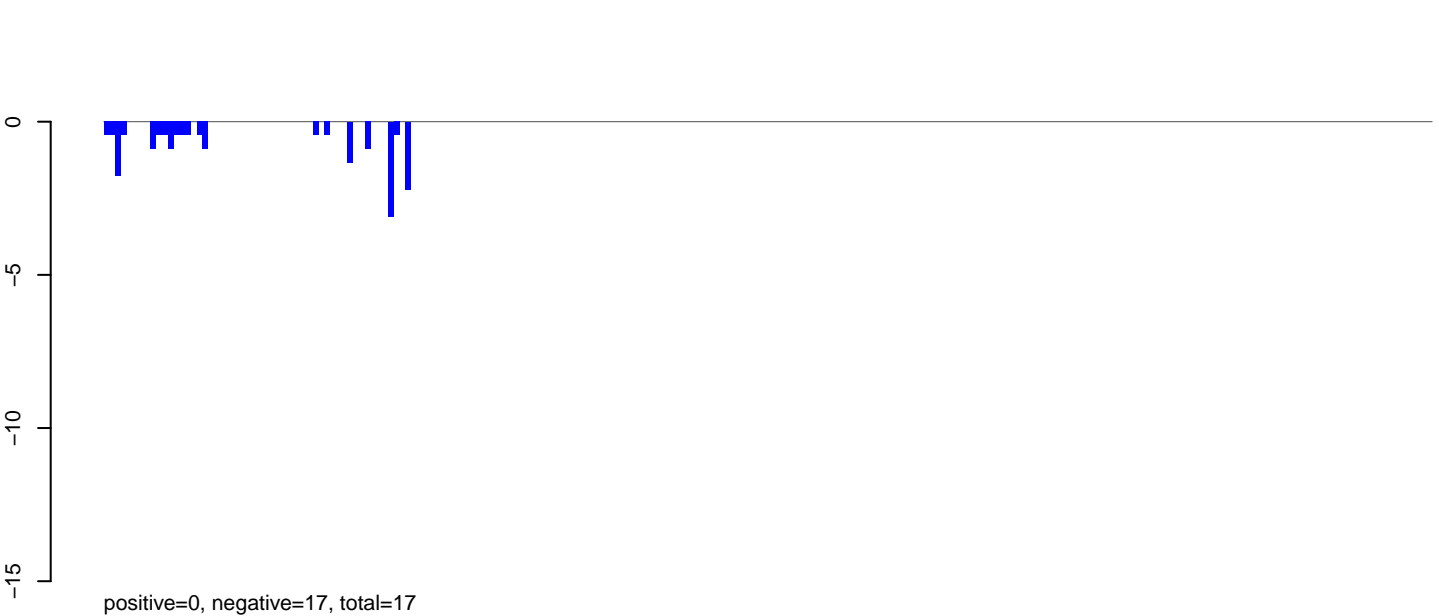 0
−5
−10
−15
positive=0, negative=17, total=17